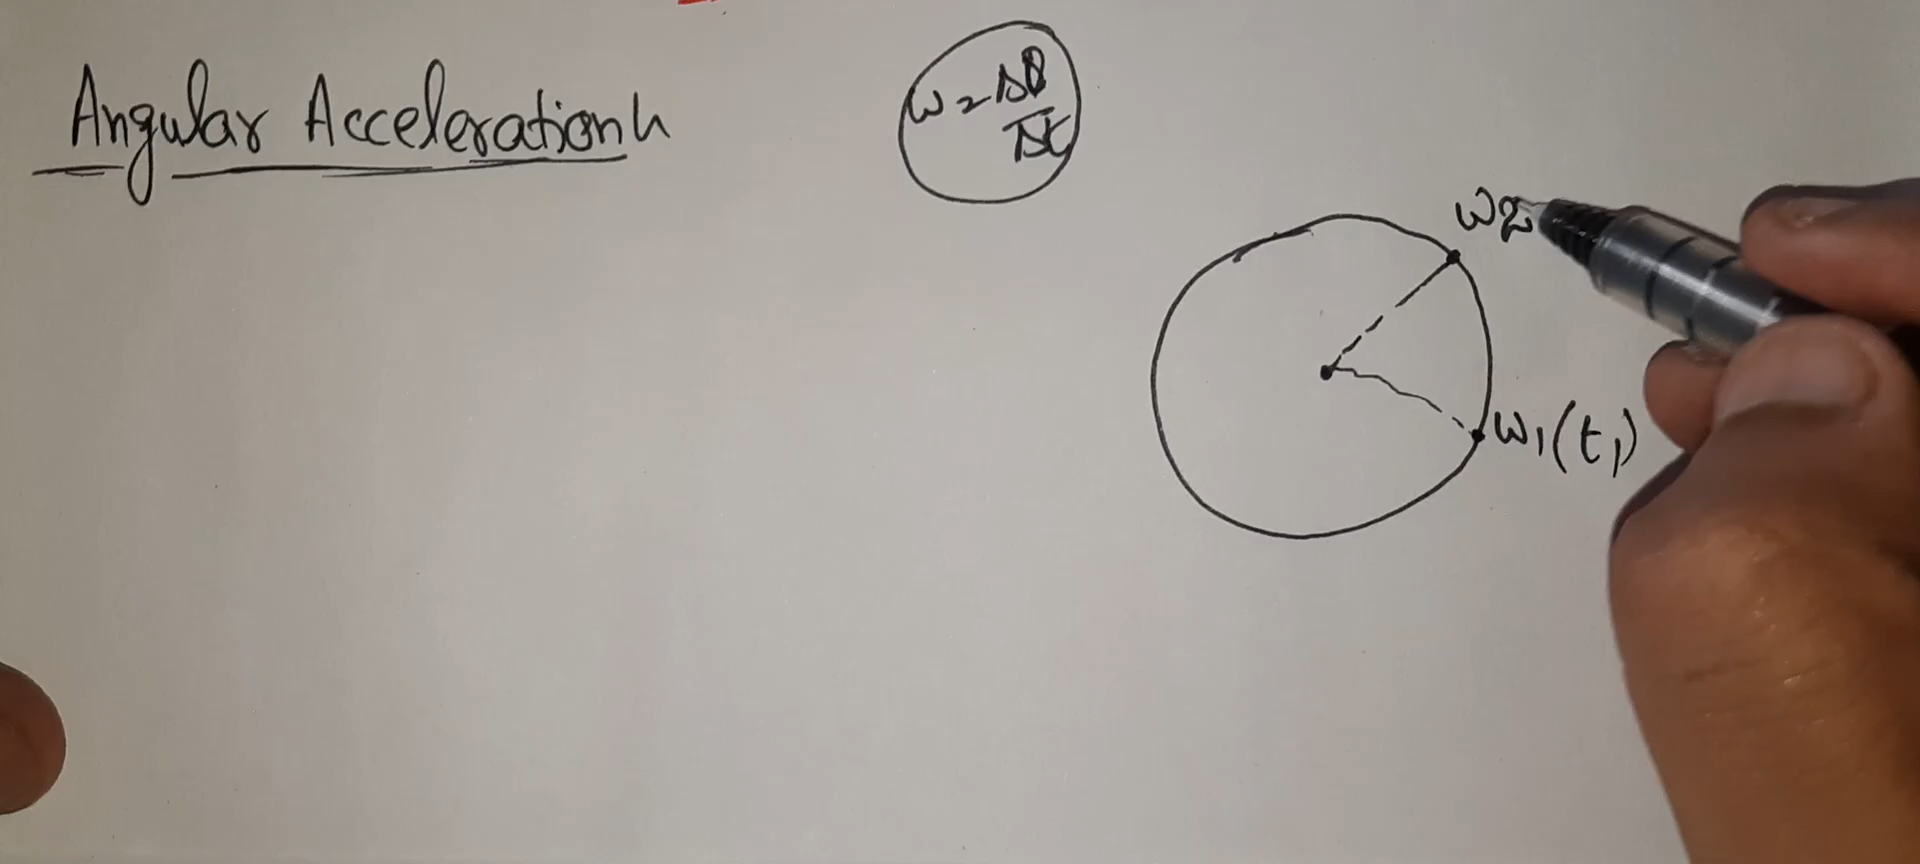 Angular Acceleration
ω = Δθ
Δt
ω2
ω1(t1)